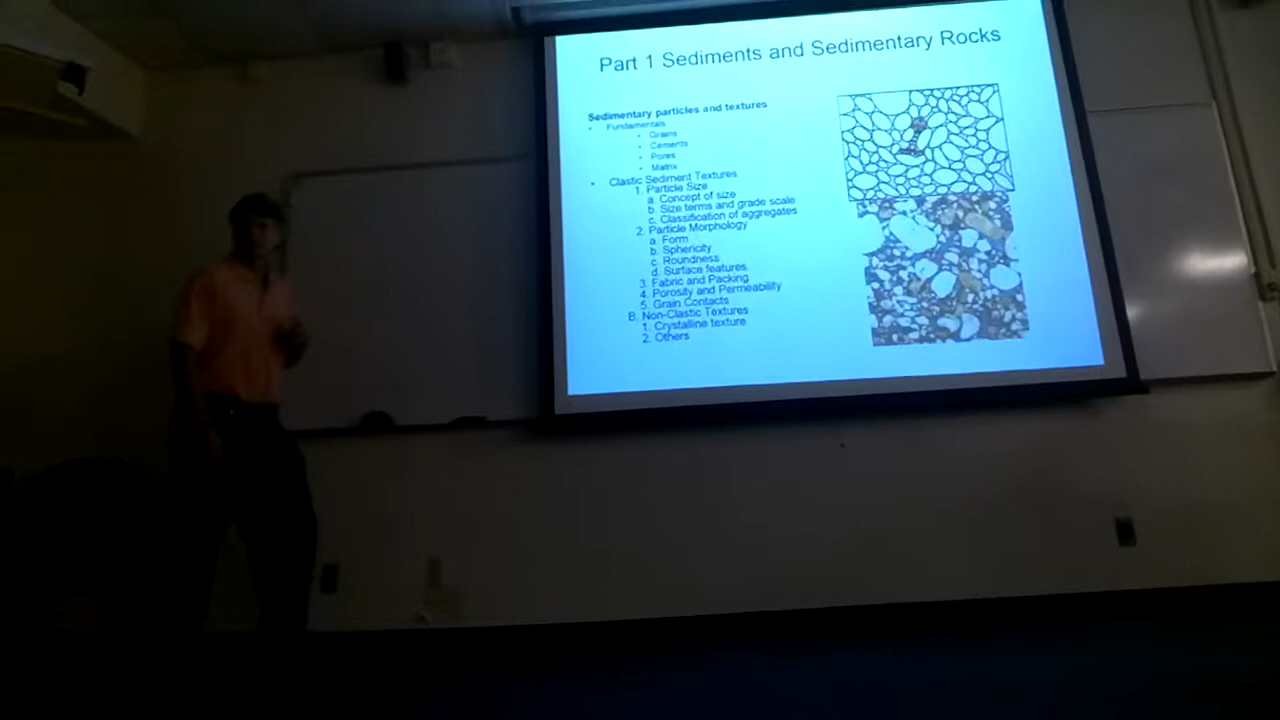 Part 1 Sediments and Sedimentary Rocks
Sedimentary particles and textures
• Fundamentals
• Grains
• Cements
• Pores
• Matrix
• Clastic Sediment Textures
1. Particle Size
a. Concept of size
b. Size terms and grade scale
c. Classification of aggregates
2. Particle Morphology
a. Form
b. Sphericity
c. Roundness
d. Surface features
3. Fabric and Packing
4. Porosity and Permeability
5. Grain Contacts
B. Non-Clastic Textures
1. Crystalline texture
2. Others